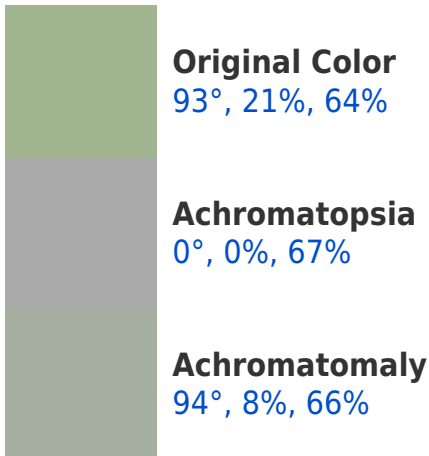 Original Color
93°, 21%, 64%
Achromatopsia
0°, 0%, 67%
Achromatomaly
94°, 8%, 66%